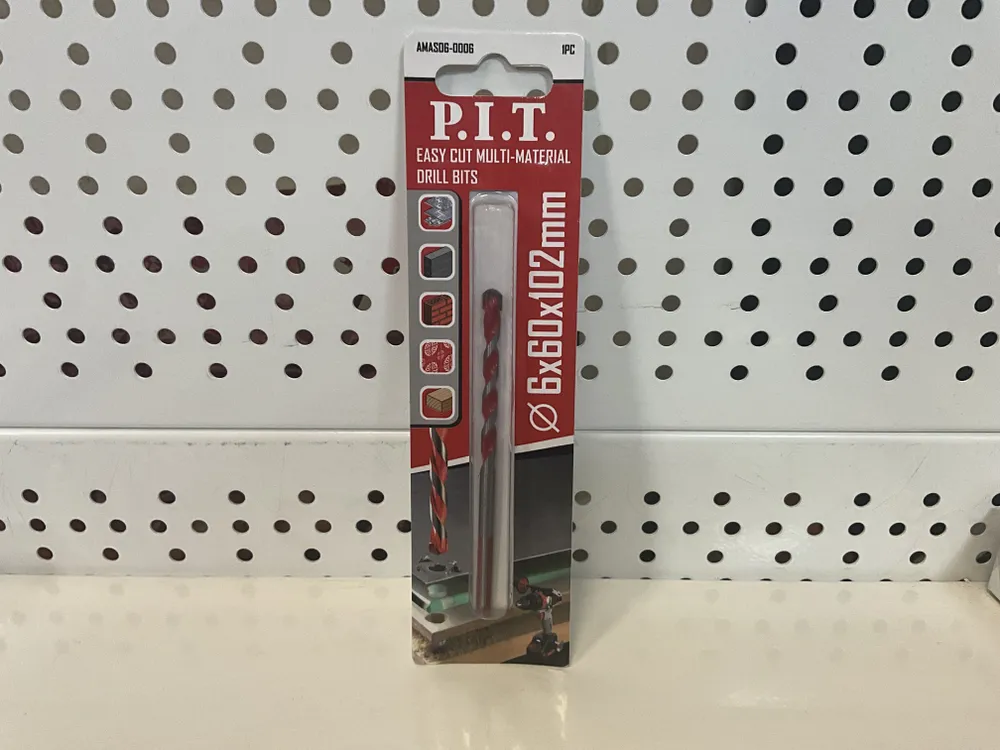 AMAS06-0006 1PC
P.I.T.
EASY CUT MULTI-MATERIAL
DRILL BITS
Ø 6x60x102mm